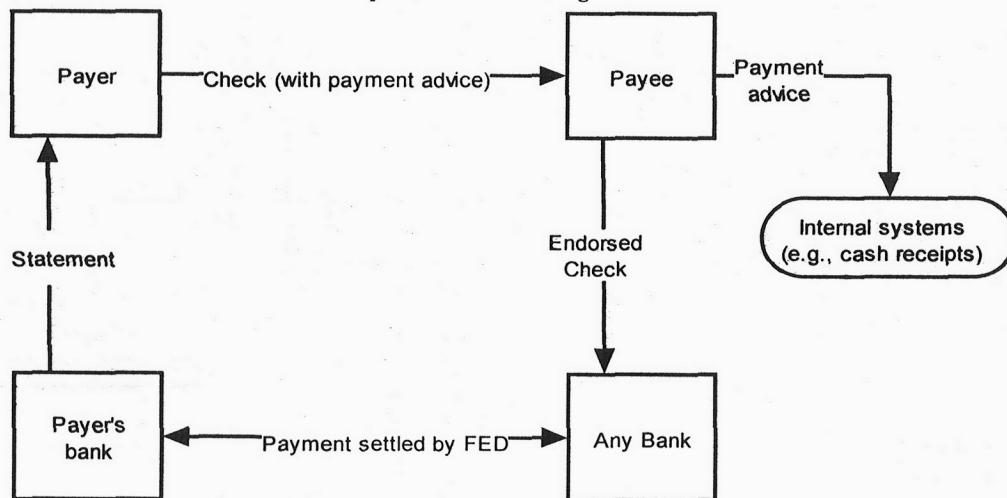 Payer
Check (with payment advice)
Payee
Payment
advice
Internal systems
(e.g., cash receipts)
Statement
Endorsed
Check
Payer's
bank
Payment settled by FED
Any Bank